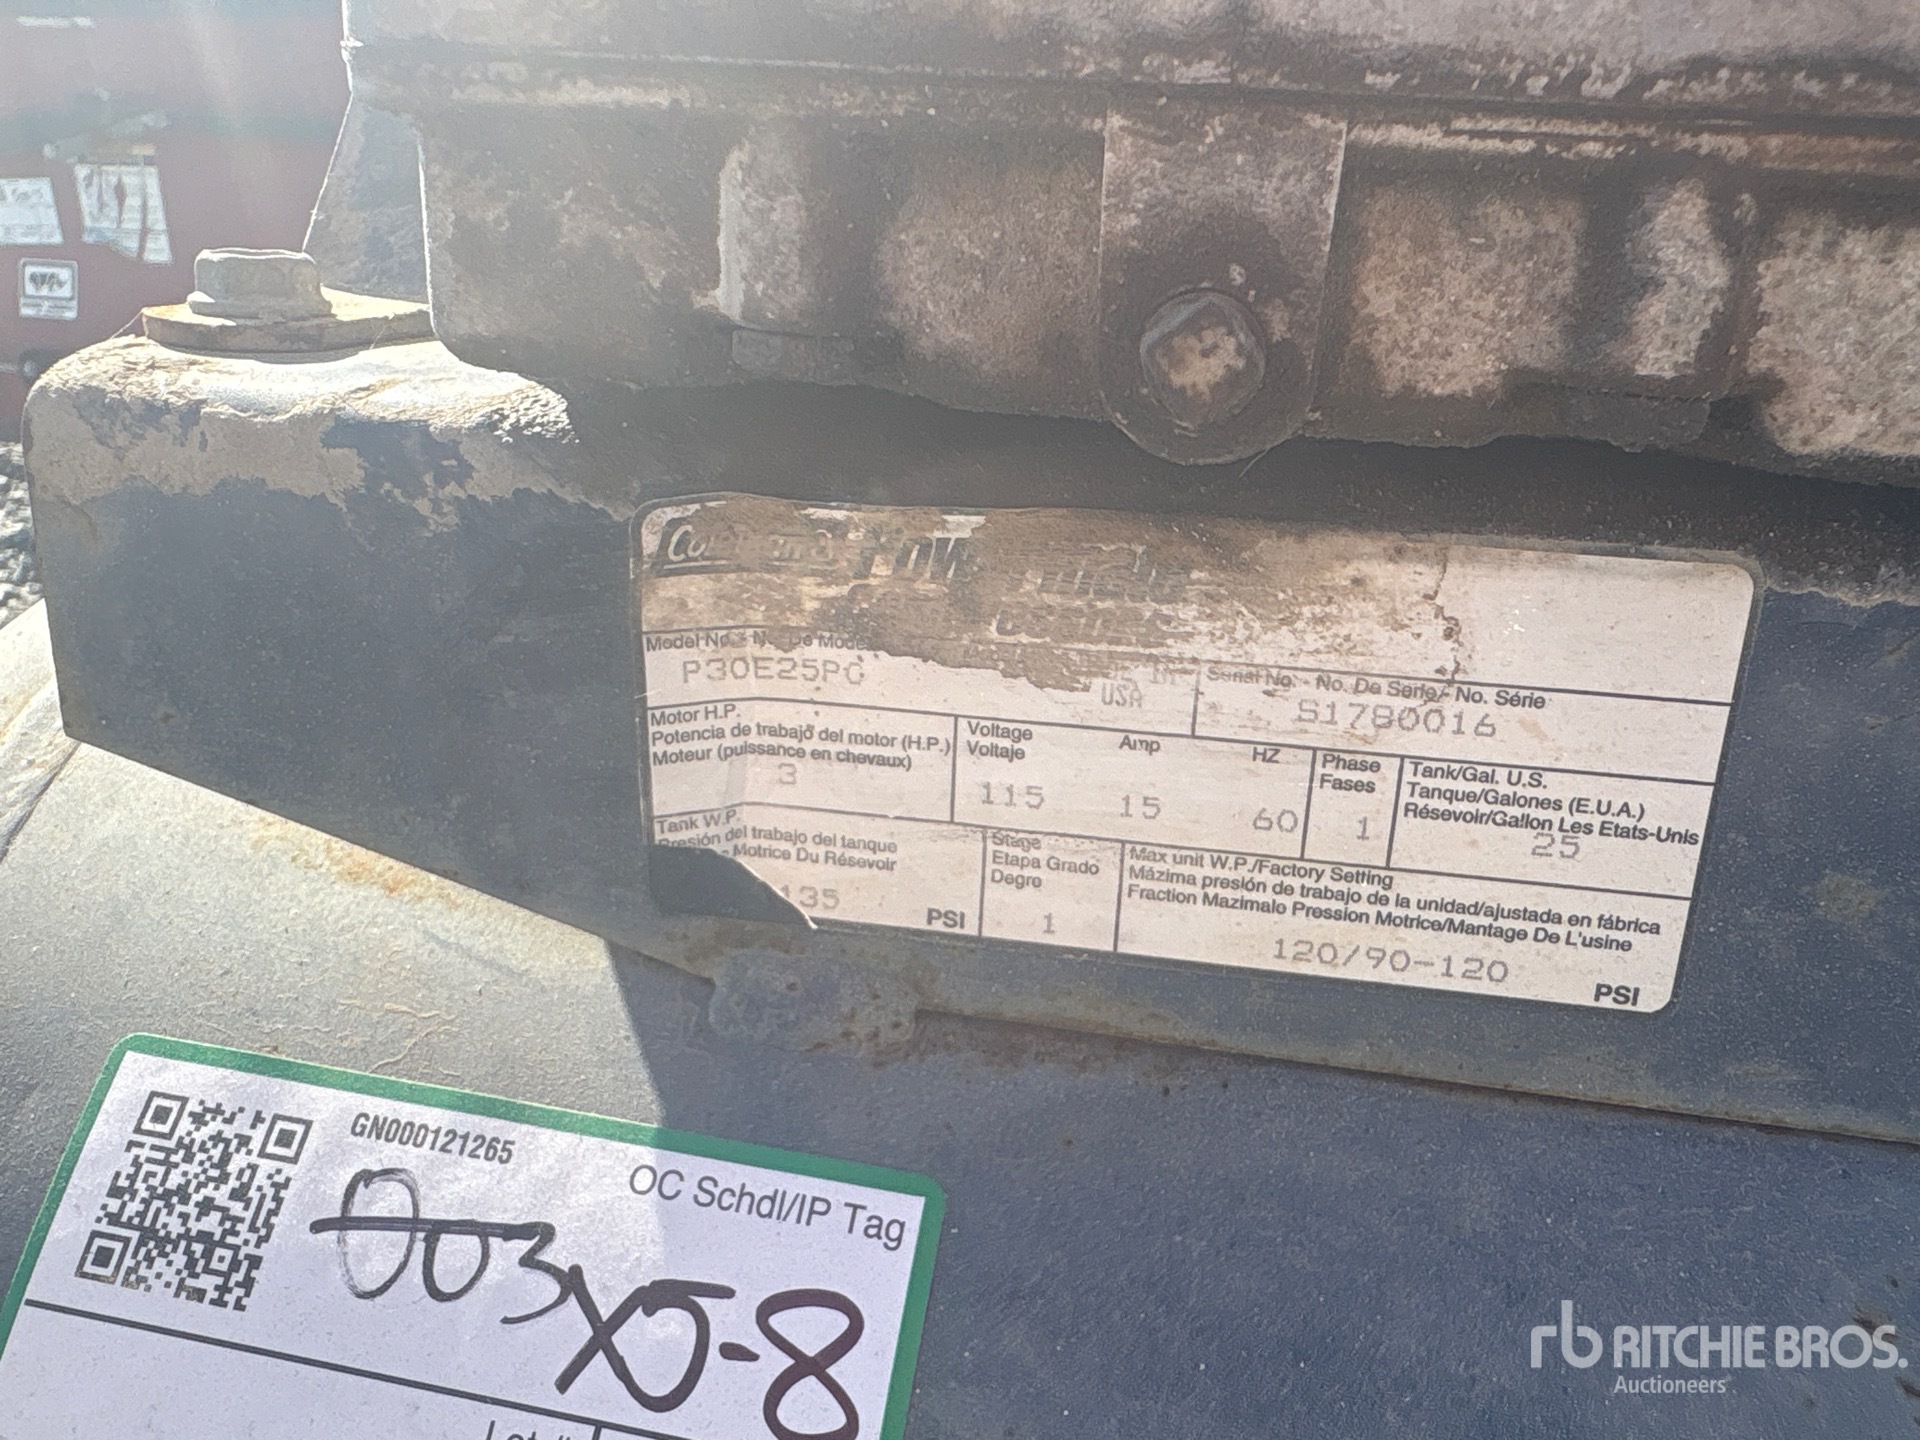 Model No. - No. De Mode
P30E25PC
USA
Serial No. - No. De Serie/- No. Série
S1780016
Motor H.P.
Potencia de trabajo del motor (H.P.)
Moteur (puissance en chevaux)
3
Voltage
Voltaje
115
Amp
15
HZ
60
Phase
Fases
1
Tank/Gal. U.S.
Tanque/Galones (E.U.A.)
Résevoir/Gallon Les Etats-Unis
25
Tank W.P.
Presión del trabajo del tanque
Motrice Du Résevoir
135
PSI
Stage
Etapa Grado
Degro
1
Max unit W.P./Factory Setting
Mázima presión de trabajo de la unidad/ajustada en fábrica
Fraction Mazimalo Pression Motrice/Mantage De L'usine
120/90-120
PSI
GN000121265
OC Schdl/IP Tag
003
X5-8
rb RITCHIE BROS.
Auctioneers